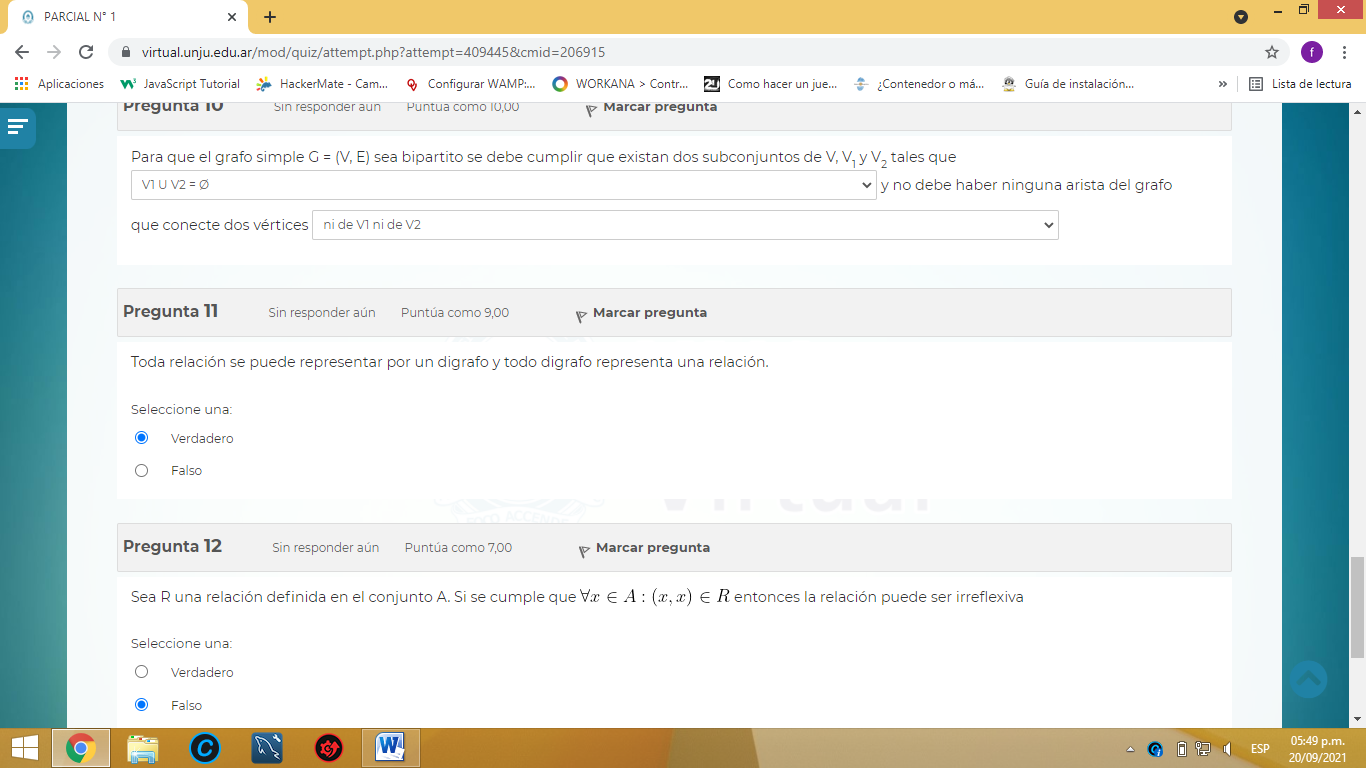 PARCIAL N° 1
virtual.unju.edu.ar/mod/quiz/attempt.php?attempt=409445&cmid=206915
f
Aplicaciones JavaScript Tutorial HackerMate - Cam... Configurar WAMP:... WORKANA > Contr... Como hacer un jue... ¿Contenedor o má... Guía de instalación... » Lista de lectura
Pregunta 10 Sin responder aún Puntúa como 10,00 Marcar pregunta
Para que el grafo simple G = (V, E) sea bipartito se debe cumplir que existan dos subconjuntos de V, V1 y V2 tales que
V1 U V2 = Ø y no debe haber ninguna arista del grafo
que conecte dos vértices ni de V1 ni de V2
Pregunta 11 Sin responder aún Puntúa como 9,00 Marcar pregunta
Toda relación se puede representar por un digrafo y todo digrafo representa una relación.
Seleccione una:
Verdadero
Falso
Pregunta 12 Sin responder aún Puntúa como 7,00 Marcar pregunta
Sea R una relación definida en el conjunto A. Si se cumple que ∀x ∈ A : (x, x) ∈ R entonces la relación puede ser irreflexiva
Seleccione una:
Verdadero
Falso
ESP
05:49 p.m.
20/09/2021